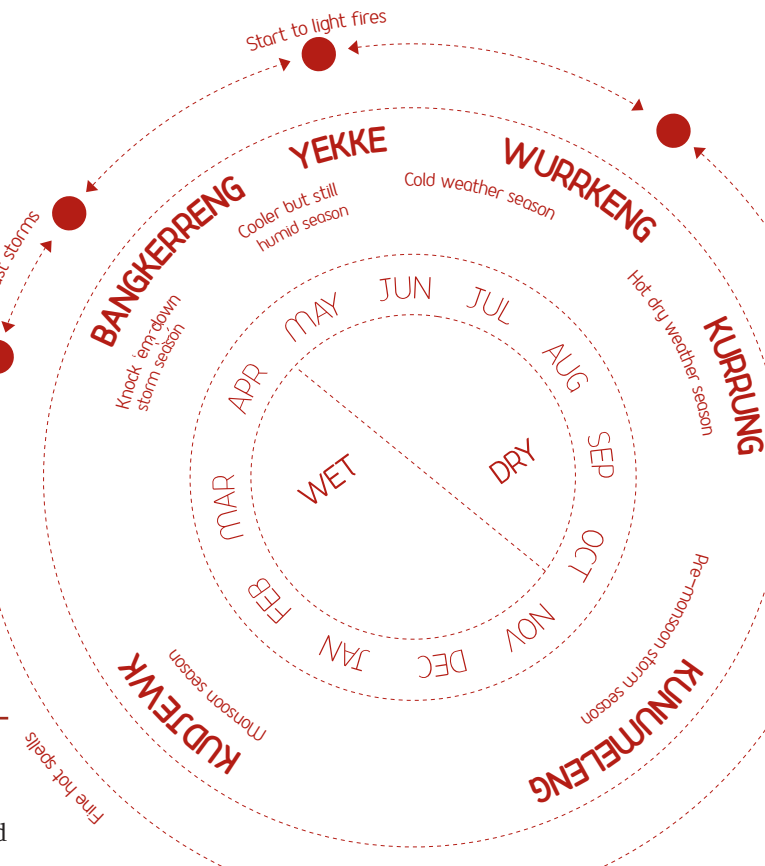 Start to light fires
YEKKE
Cooler but still
humid season
WURRKENG
Cold weather season
KURRUNG
Hot dry weather season
KUNUMELENG
Pre-monsoon storm season
KUDJEWK
Monsoon season
BANGKERRENG
Knock 'em down
storm season
storms
Fine hot spells
JUN
JUL
AUG
SEP
OCT
NOV
DEC
JAN
FEB
MAR
APR
MAY
WET
DRY
d